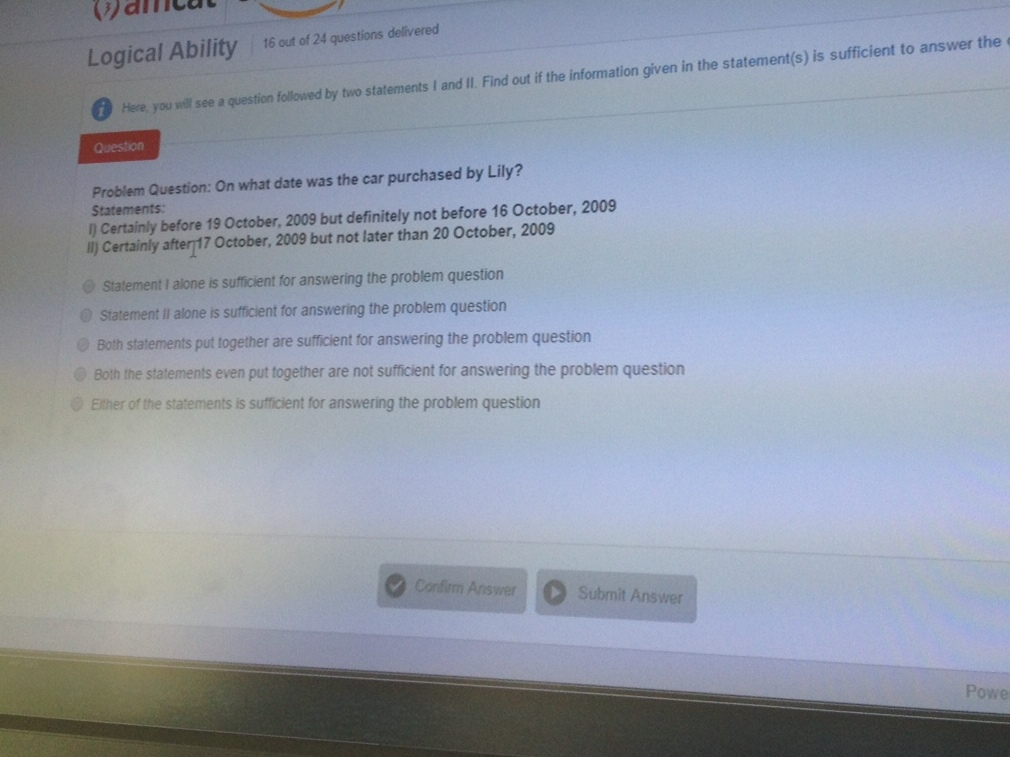 amcat
Logical Ability
16 out of 24 questions delivered
Here, you will see a question followed by two statements I and II. Find out if the information given in the statement(s) is sufficient to answer the
Question
Problem Question: On what date was the car purchased by Lily?
Statements:
I) Certainly before 19 October, 2009 but definitely not before 16 October, 2009
II) Certainly after 17 October, 2009 but not later than 20 October, 2009
Statement I alone is sufficient for answering the problem question
Statement II alone is sufficient for answering the problem question
Both statements put together are sufficient for answering the problem question
Both the statements even put together are not sufficient for answering the problem question
Either of the statements is sufficient for answering the problem question
Confirm Answer
Submit Answer
Powe